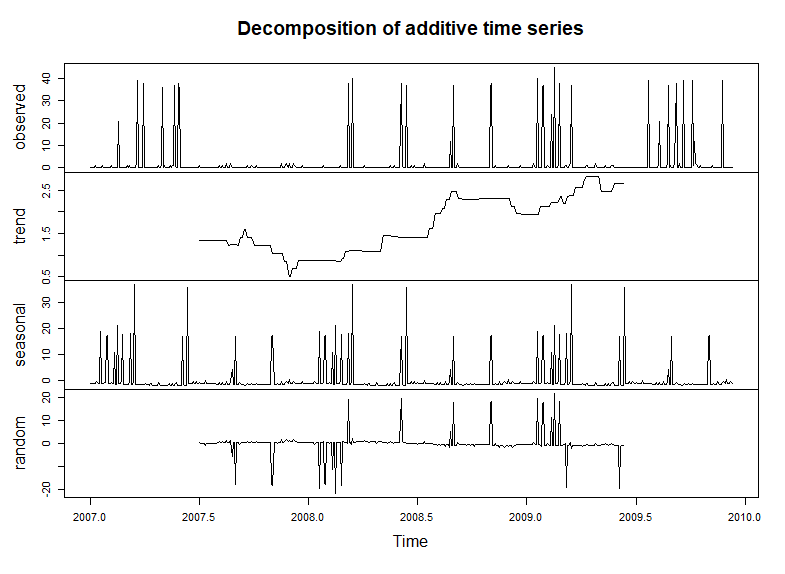 Decomposition of additive time series
observed
0 10 20 30 40
trend
0.5 1.5 2.5
seasonal
0 10 20 30
random
-20 0 10 20
2007.0 2007.5 2008.0 2008.5 2009.0 2009.5 2010.0
Time